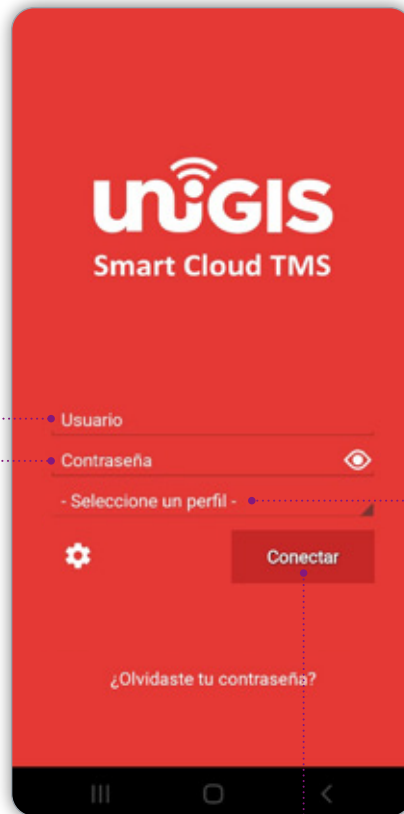 uniGIS
Smart Cloud TMS
Usuario
Contraseña
- Seleccione un perfil -
Conectar
¿Olvidaste tu contraseña?